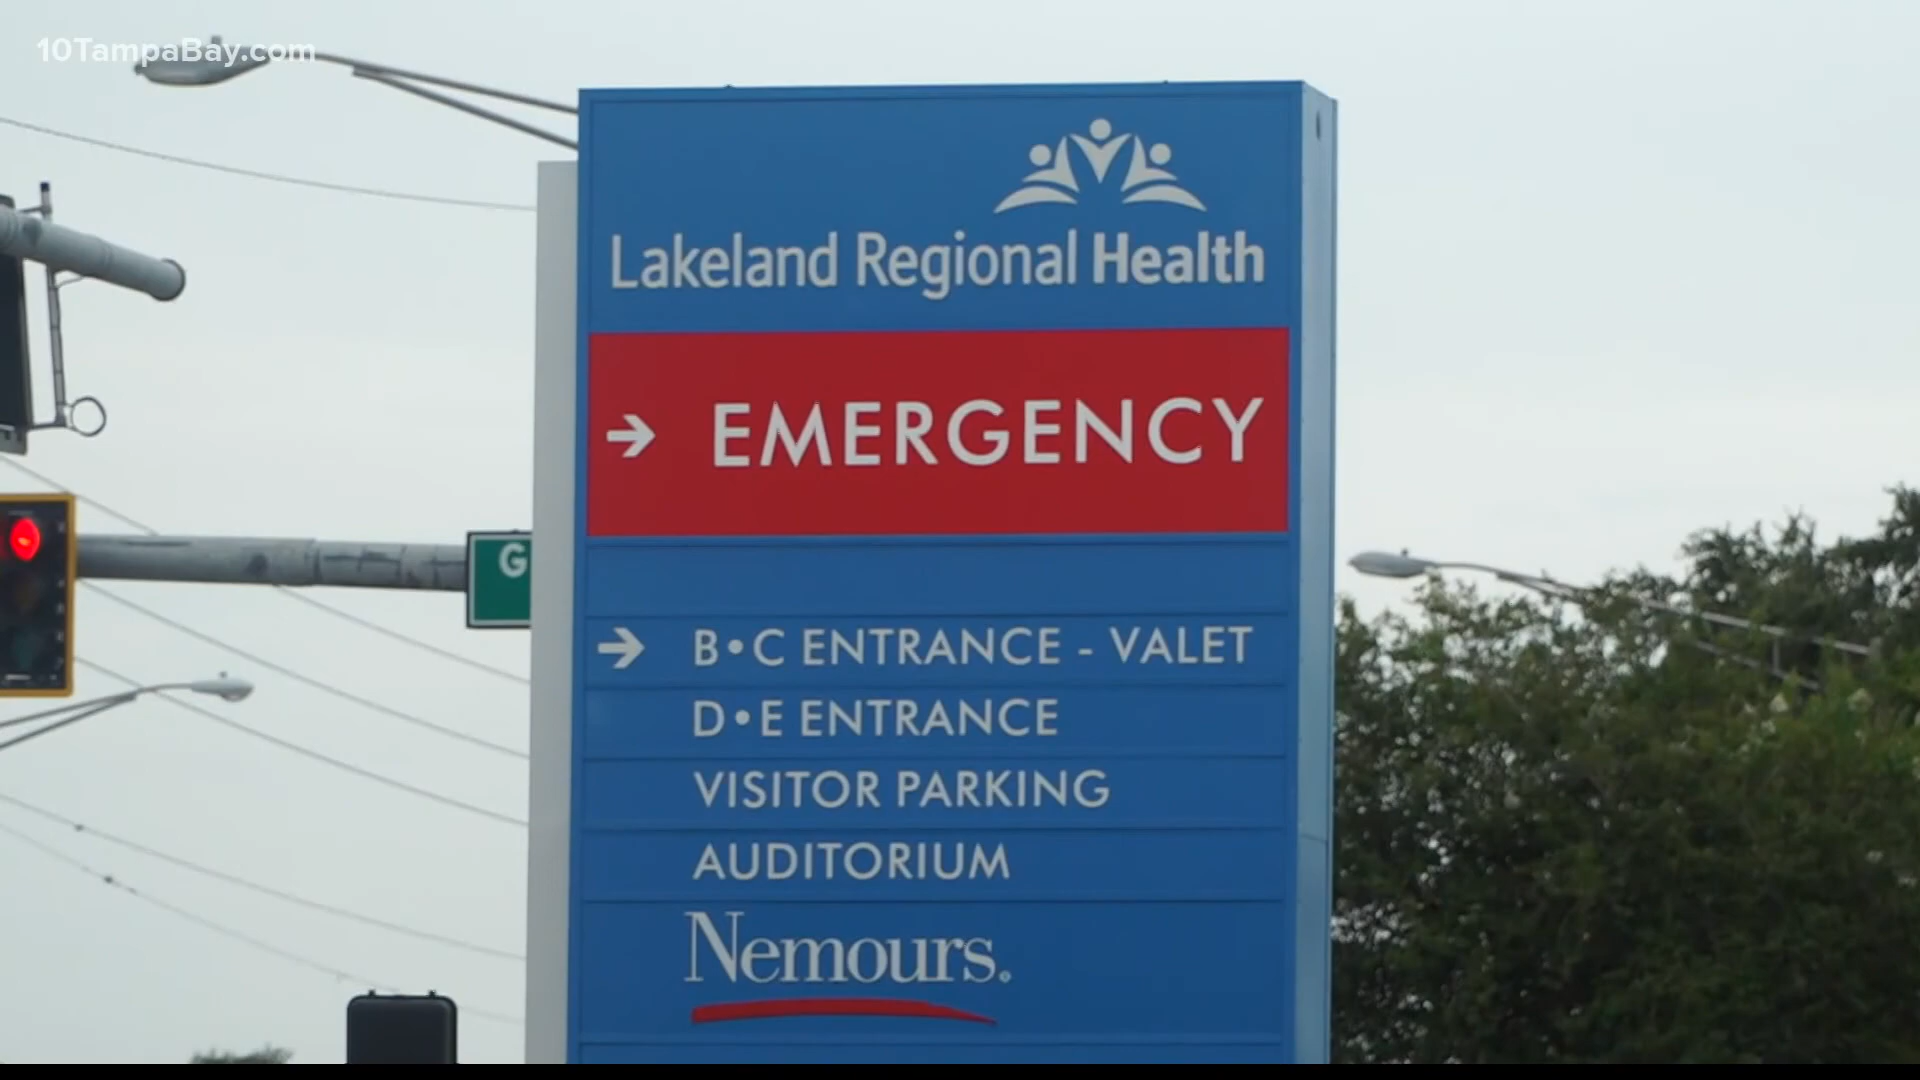 10TampaBay.com
Lakeland Regional Health
→ EMERGENCY
G
→ B•C ENTRANCE - VALET
D•E ENTRANCE
VISITOR PARKING
AUDITORIUM
Nemours.